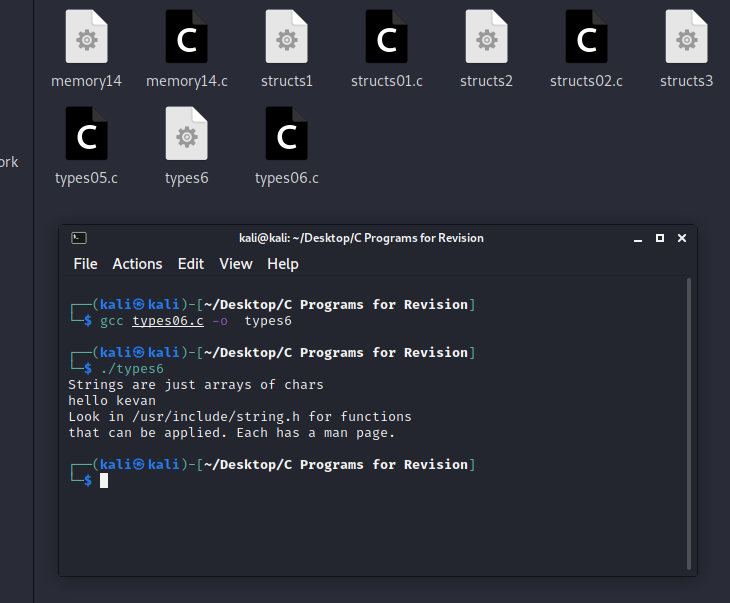 memory14 memory14.c structs1 structs01.c structs2 structs02.c structs3
ork
types05.c types6 types06.c
kali@kali: ~/Desktop/C Programs for Revision
File Actions Edit View Help
┌──(kali㉿kali)-[~/Desktop/C Programs for Revision]
└─$ gcc types06.c -o  types6
┌──(kali㉿kali)-[~/Desktop/C Programs for Revision]
└─$ ./types6
Strings are just arrays of chars
hello kevan
Look in /usr/include/string.h for functions
that can be applied. Each has a man page.
┌──(kali㉿kali)-[~/Desktop/C Programs for Revision]
└─$